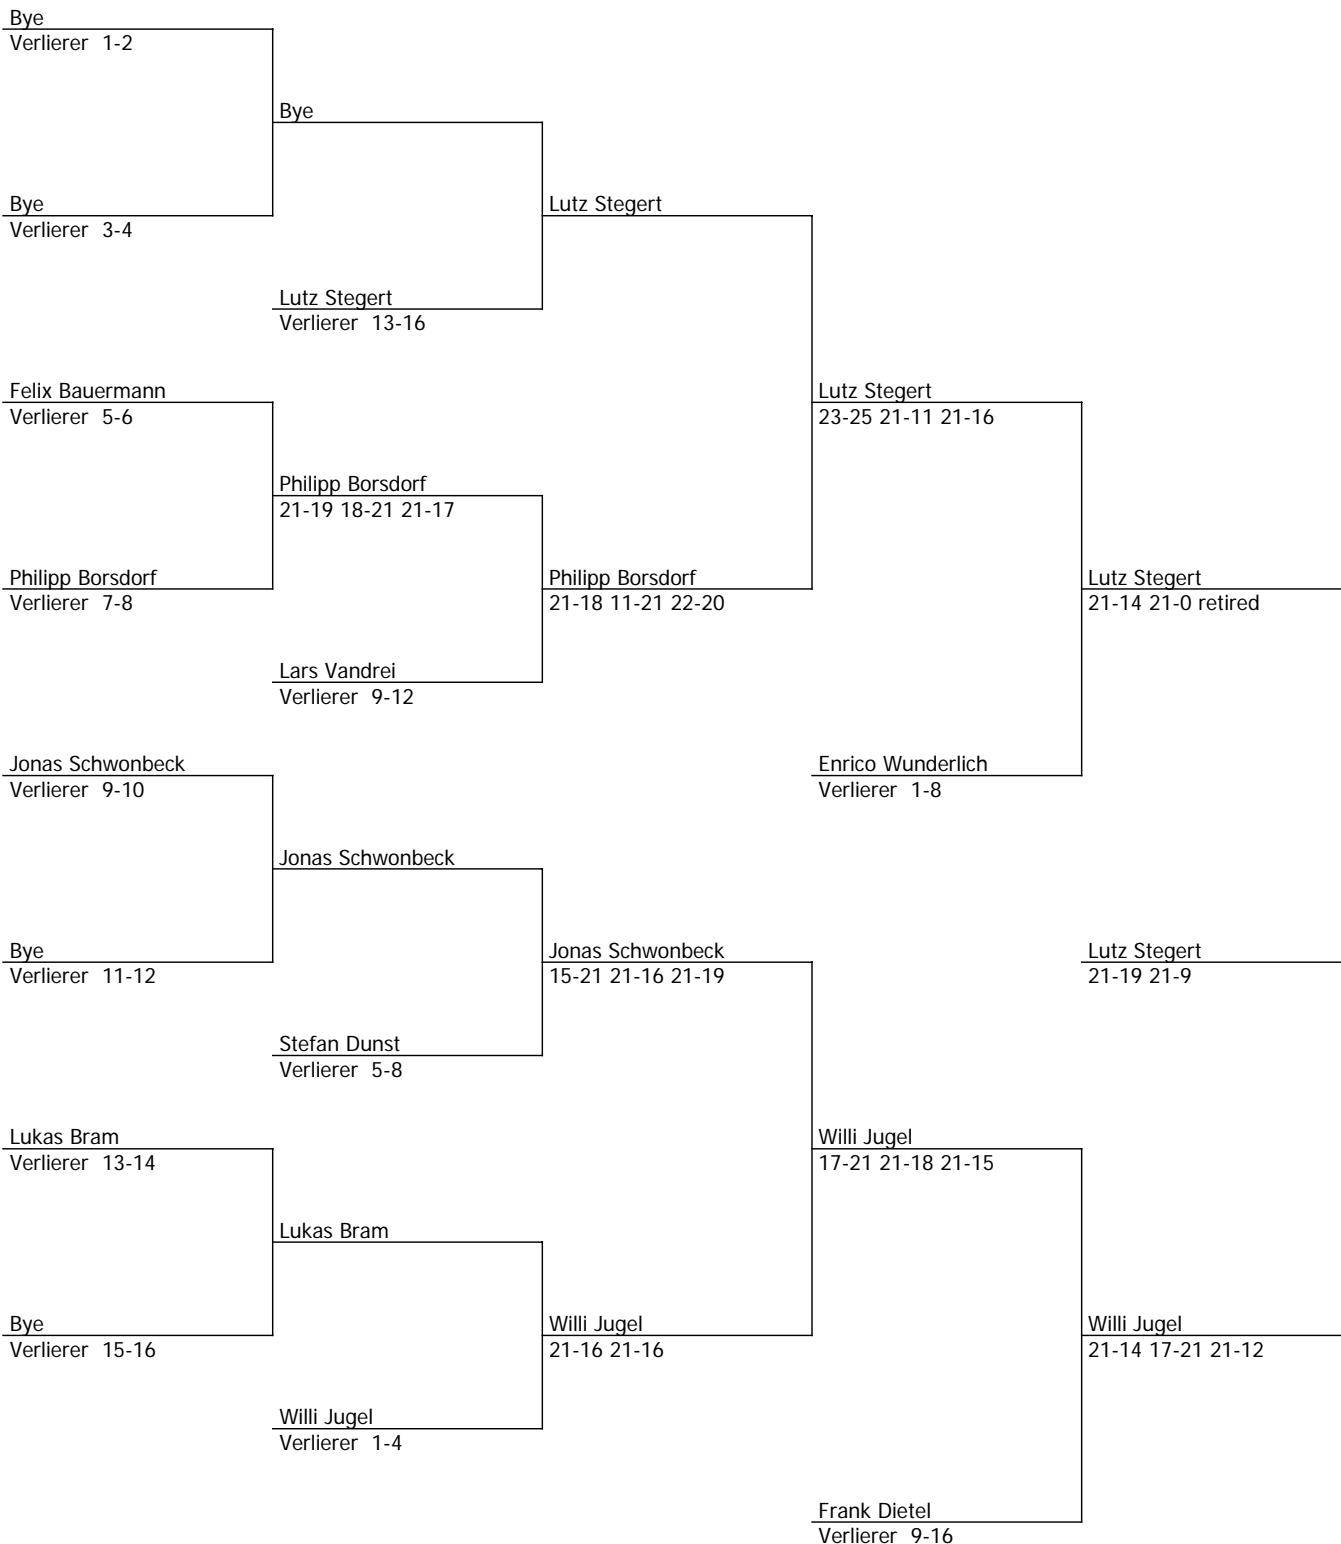 Bye
Verlierer 1-2
Bye
Bye
Verlierer 3-4
Lutz Stegert
Lutz Stegert
Verlierer 13-16
Felix Bauermann
Verlierer 5-6
Lutz Stegert
23-25 21-11 21-16
Philipp Borsdorf
21-19 18-21 21-17
Philipp Borsdorf
Verlierer 7-8
Philipp Borsdorf
21-18 11-21 22-20
Lutz Stegert
21-14 21-0 retired
Lars Vandrei
Verlierer 9-12
Jonas Schwonbeck
Verlierer 9-10
Enrico Wunderlich
Verlierer 1-8
Jonas Schwonbeck
Bye
Verlierer 11-12
Jonas Schwonbeck
15-21 21-16 21-19
Lutz Stegert
21-19 21-9
Stefan Dunst
Verlierer 5-8
Lukas Bram
Verlierer 13-14
Willi Jugel
17-21 21-18 21-15
Lukas Bram
Bye
Verlierer 15-16
Willi Jugel
21-16 21-16
Willi Jugel
21-14 17-21 21-12
Willi Jugel
Verlierer 1-4
Frank Dietel
Verlierer 9-16